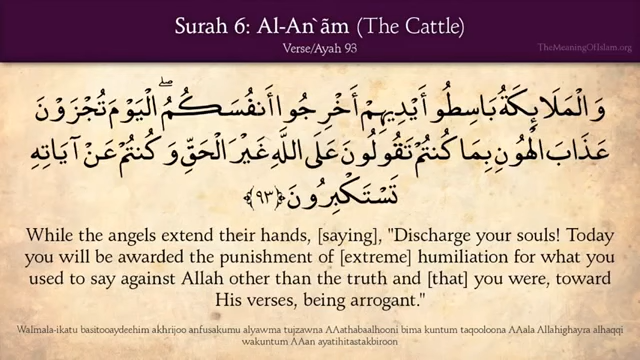 Surah 6: Al-An`ãm (The Cattle)
Verse/Ayah 93
TheMeaningOfIslam.org
وَالْمَلَائِكَةُ بَاسِطُو أَيْدِيهِمْ أَخْرِجُوا أَنفُسَكُمُ ۖ الْيَوْمَ تُجْزَوْنَ
عَذَابَ الْهُونِ بِمَا كُنتُمْ تَقُولُونَ عَلَى اللَّهِ غَيْرَ الْحَقِّ وَكُنتُمْ عَنْ آيَاتِهِ
تَسْتَكْبِرُونَ ﴿٩٣﴾
While the angels extend their hands, [saying], "Discharge your souls! Today
you will be awarded the punishment of [extreme] humiliation for what you
used to say against Allah other than the truth and [that] you were, toward
His verses, being arrogant."
Walmala-ikatu basitooaydeehim akhrijoo anfusakumu alyawma tujzawna AAathabaalhooni bima kuntum taqooloona AAala Allahighayra alhaqqi
wakuntum AAan ayatihitastakbiroon